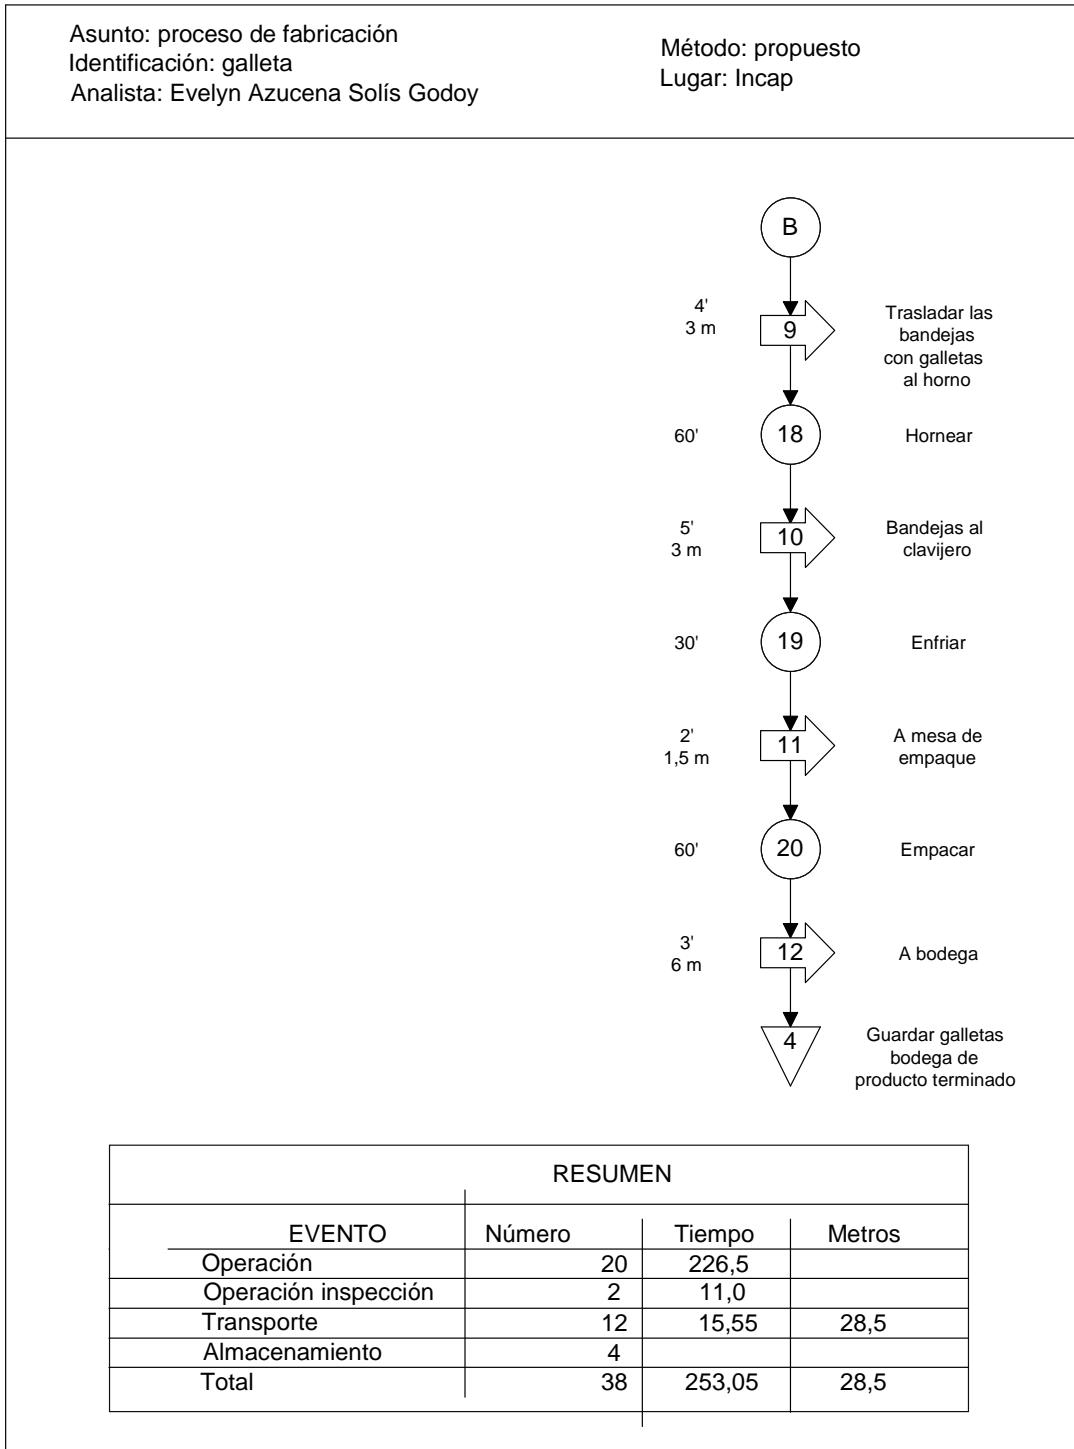 Asunto: proceso de fabricación
Identificación: galleta
Analista: Evelyn Azucena Solís Godoy
Método: propuesto
Lugar: Incap
B
4'
3 m
9
Trasladar las
bandejas
con galletas
al horno
60'
18
Hornear
5'
3 m
10
Bandejas al
clavijero
30'
19
Enfriar
2'
1,5 m
11
A mesa de
empaque
60'
20
Empacar
3'
6 m
12
A bodega
4
Guardar galletas
bodega de
producto terminado
RESUMEN
EVENTO Número Tiempo Metros
Operación 20 226,5
Operación inspección 2 11,0
Transporte 12 15,55 28,5
Almacenamiento 4
Total 38 253,05 28,5